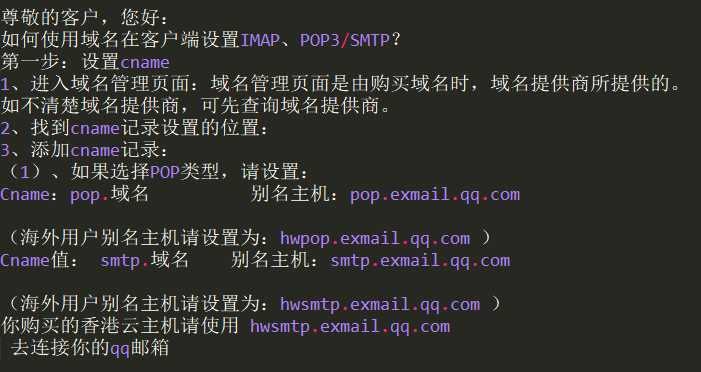 尊敬的客户，您好：
如何使用域名在客户端设置IMAP、POP3/SMTP？
第一步：设置cname
1、进入域名管理页面：域名管理页面是由购买域名时，域名提供商所提供的。
如不清楚域名提供商，可先查询域名提供商。
2、找到cname记录设置的位置：
3、添加cname记录：
（1）、如果选择POP类型，请设置：
Cname：pop.域名 别名主机：pop.exmail.qq.com
（海外用户别名主机请设置为：hwpop.exmail.qq.com ）
Cname值： smtp.域名 别名主机：smtp.exmail.qq.com
（海外用户别名主机请设置为：hwsmtp.exmail.qq.com ）
你购买的香港云主机请使用 hwsmtp.exmail.qq.com
去连接你的qq邮箱